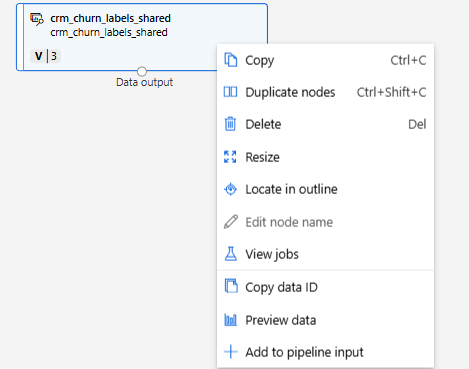 crm_churn_labels_shared
crm_churn_labels_shared
V | 3
Data output
Copy Ctrl+C
Duplicate nodes Ctrl+Shift+C
Delete Del
Resize
Locate in outline
Edit node name
View jobs
Copy data ID
Preview data
Add to pipeline input